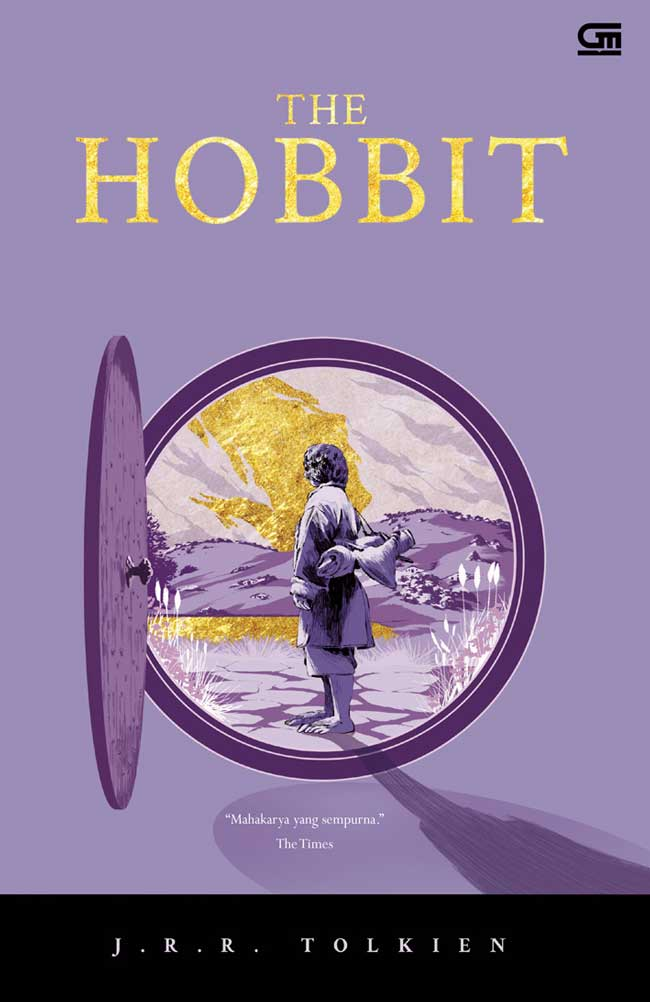 GM
THE
HOBBIT
“Mahakarya yang sempurna.”
The Times
J.R.R. TOLKIEN